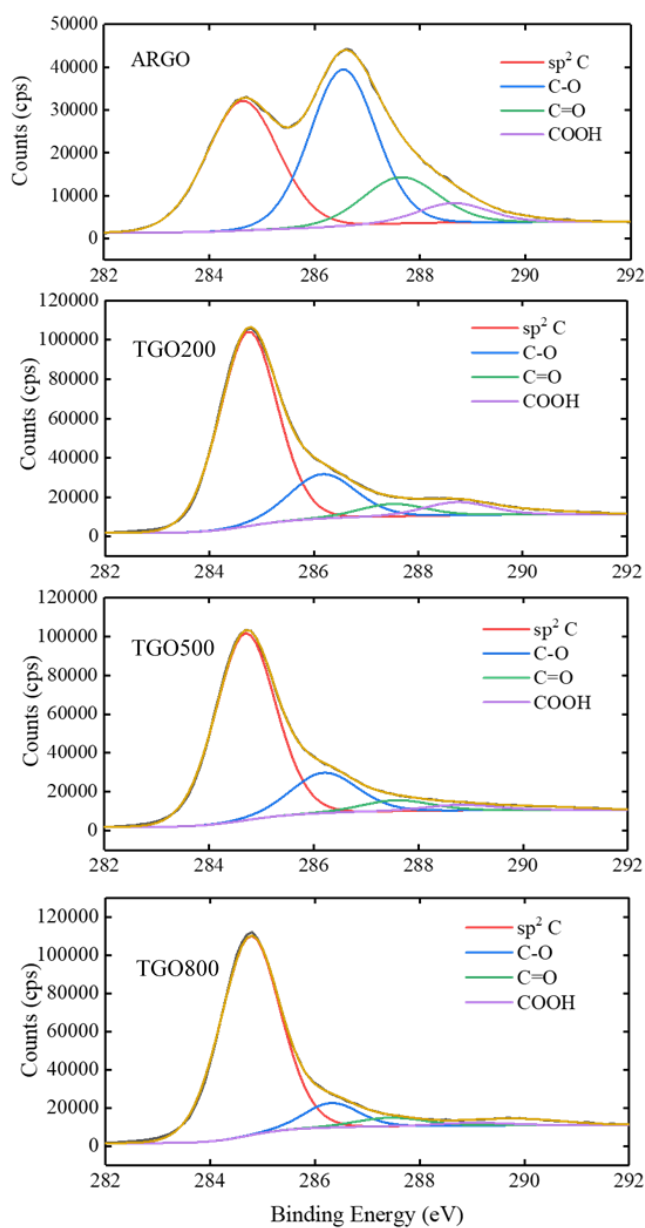 ARGO
sp² C
C-O
C=O
COOH
Counts (cps)
50000
40000
30000
20000
10000
0
282 284 286 288 290 292
TGO200
sp² C
C-O
C=O
COOH
Counts (cps)
120000
100000
80000
60000
40000
20000
0
282 284 286 288 290 292
TGO500
sp² C
C-O
C=O
COOH
Counts (cps)
120000
100000
80000
60000
40000
20000
0
282 284 286 288 290 292
TGO800
sp² C
C-O
C=O
COOH
Counts (cps)
120000
100000
80000
60000
40000
20000
0
282 284 286 288 290 292
Binding Energy (eV)